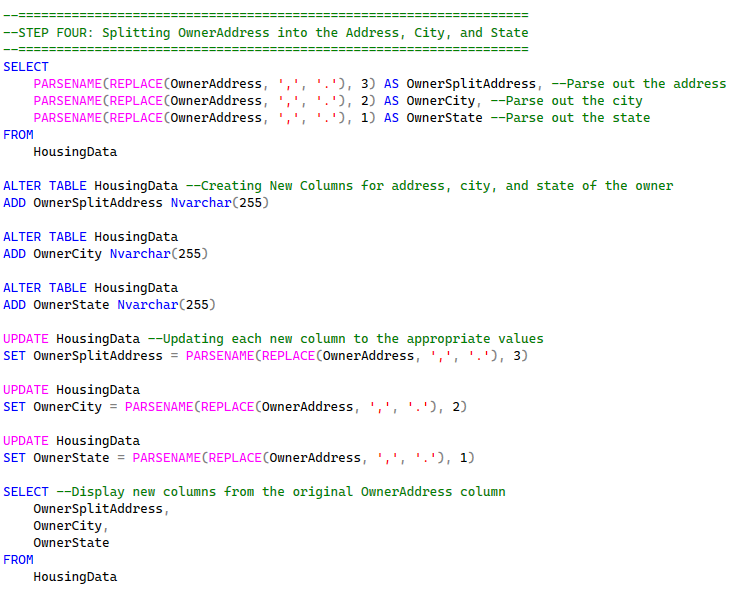 --===================================================================
--STEP FOUR: Splitting OwnerAddress into the Address, City, and State
--===================================================================
SELECT
    PARSENAME(REPLACE(OwnerAddress, ',', '.'), 3) AS OwnerSplitAddress, --Parse out the address
    PARSENAME(REPLACE(OwnerAddress, ',', '.'), 2) AS OwnerCity, --Parse out the city
    PARSENAME(REPLACE(OwnerAddress, ',', '.'), 1) AS OwnerState --Parse out the state
FROM
    HousingData

ALTER TABLE HousingData --Creating New Columns for address, city, and state of the owner
ADD OwnerSplitAddress Nvarchar(255)

ALTER TABLE HousingData
ADD OwnerCity Nvarchar(255)

ALTER TABLE HousingData
ADD OwnerState Nvarchar(255)

UPDATE HousingData --Updating each new column to the appropriate values
SET OwnerSplitAddress = PARSENAME(REPLACE(OwnerAddress, ',', '.'), 3)

UPDATE HousingData
SET OwnerCity = PARSENAME(REPLACE(OwnerAddress, ',', '.'), 2)

UPDATE HousingData
SET OwnerState = PARSENAME(REPLACE(OwnerAddress, ',', '.'), 1)

SELECT --Display new columns from the original OwnerAddress column
    OwnerSplitAddress,
    OwnerCity,
    OwnerState
FROM
    HousingData